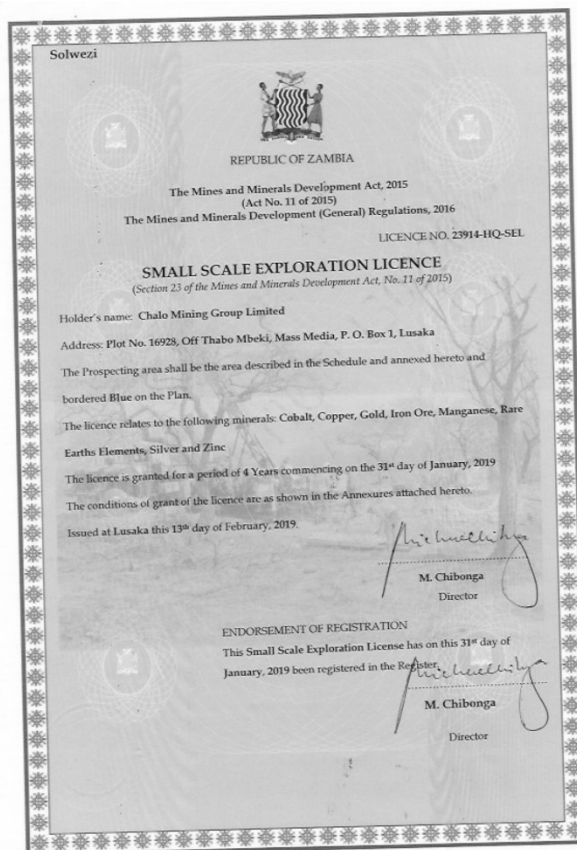 Solwezi
REPUBLIC OF ZAMBIA
The Mines and Minerals Development Act, 2015
(Act No. 11 of 2015)
The Mines and Minerals Development (General) Regulations, 2016
LICENCE NO. 23914-HQ-SEL
SMALL SCALE EXPLORATION LICENCE
(Section 23 of the Mines and Minerals Development Act, No. 11 of 2015)
Holder's name: Chalo Mining Group Limited
Address: Plot No. 16928, Off Thabo Mbeki, Mass Media, P. O. Box 1, Lusaka
The Prospecting area shall be the area described in the Schedule and annexed hereto and
bordered Blue on the Plan.
The licence relates to the following minerals: Cobalt, Copper, Gold, Iron Ore, Manganese, Rare
Earths Elements, Silver and Zinc
The licence is granted for a period of 4 Years commencing on the 31st day of January, 2019
The conditions of grant of the licence are as shown in the Annexures attached hereto.
Issued at Lusaka this 13th day of February, 2019.
M. Chibonga
Director
ENDORSEMENT OF REGISTRATION
This Small Scale Exploration License has on this 31st day of
January, 2019 been registered in the Register.
M. Chibonga
Director